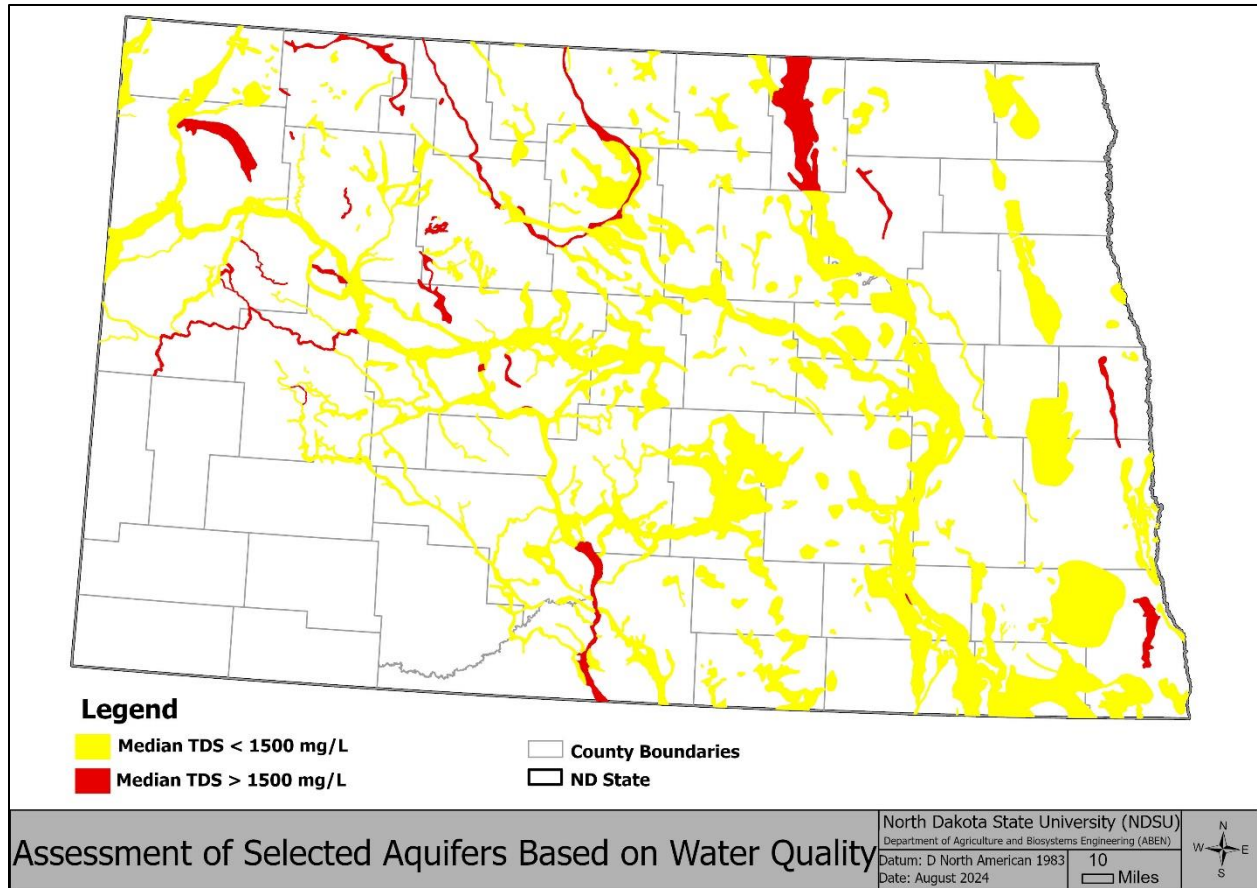 Legend
Median TDS < 1500 mg/L
County Boundaries
Median TDS > 1500 mg/L
ND State
Assessment of Selected Aquifers Based on Water Quality
North Dakota State University (NDSU)
Department of Agriculture and Biosystems Engineering (ABEN)
Datum: D North American 1983
Date: August 2024
10
Miles
N
W E
S